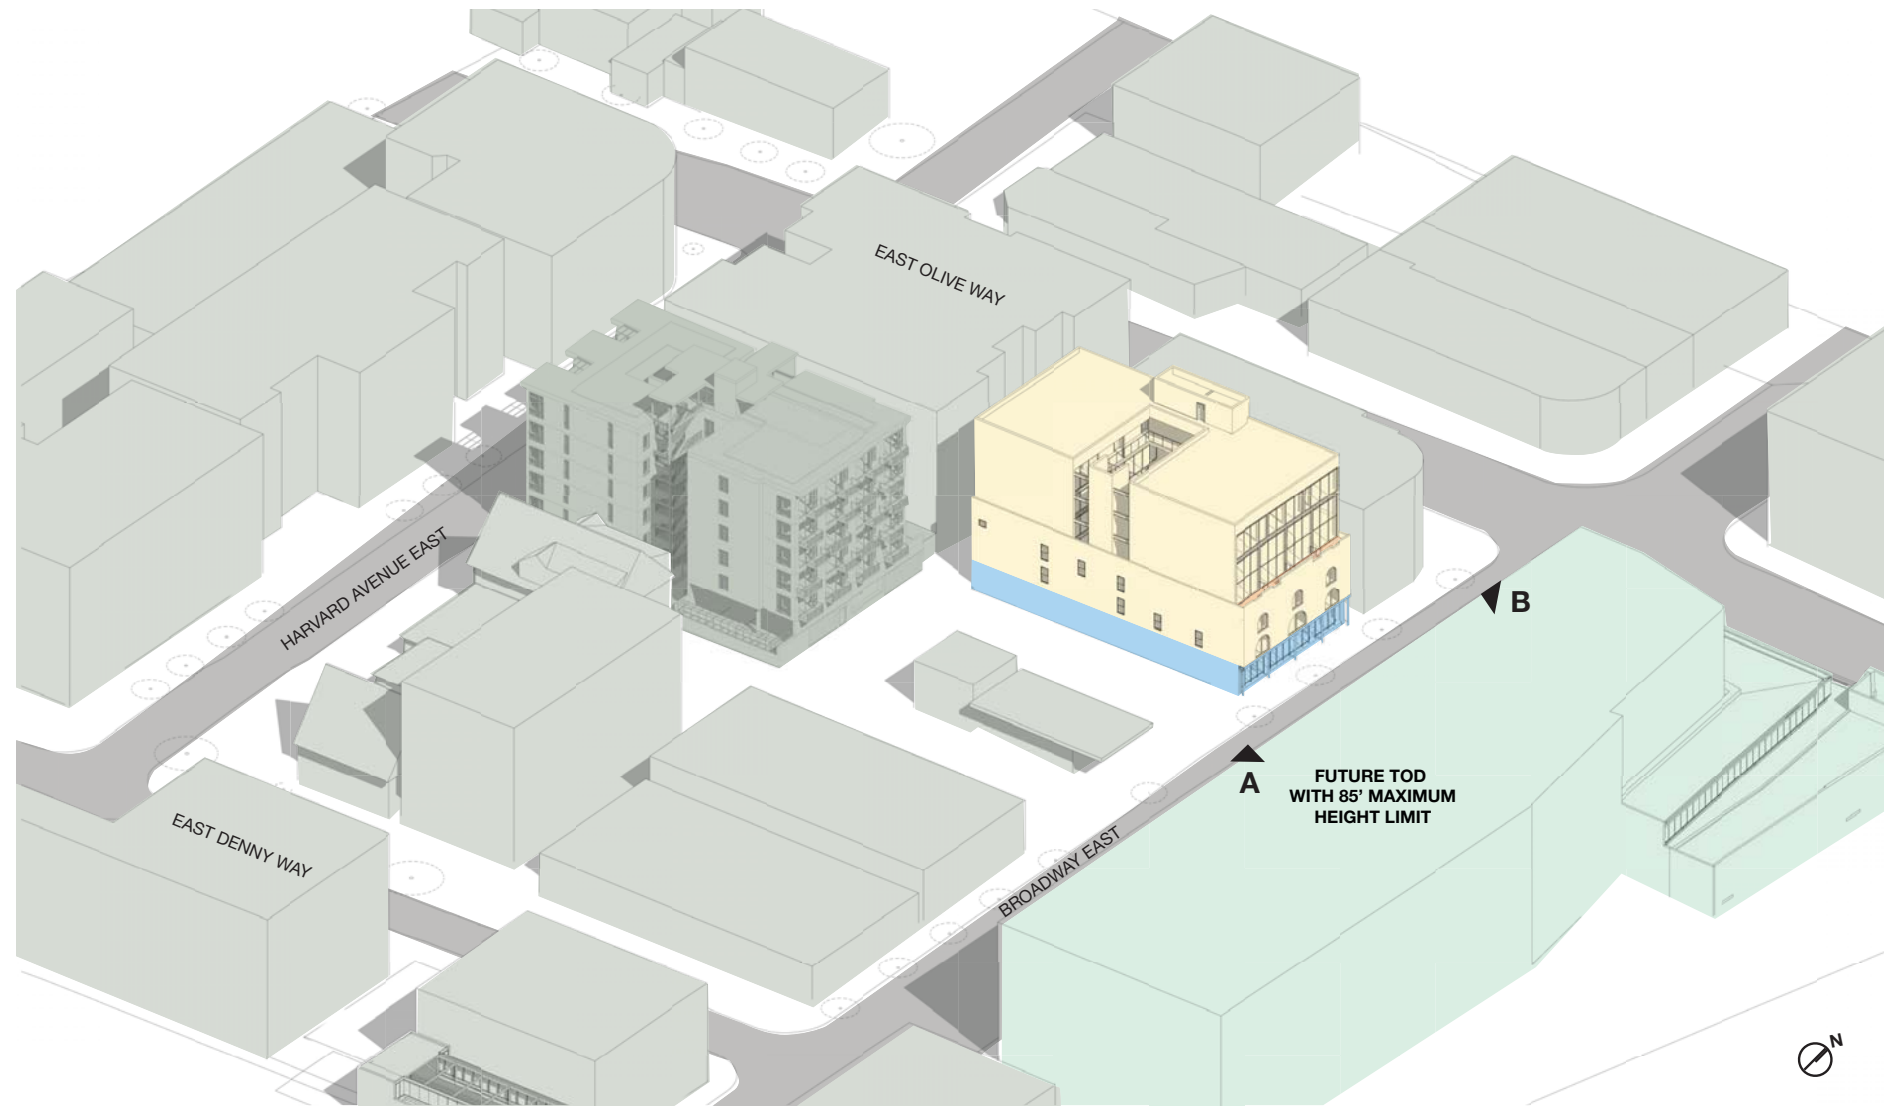 EAST OLIVE WAY
HARVARD AVENUE EAST
B
A
FUTURE TOD
WITH 85’ MAXIMUM
HEIGHT LIMIT
EAST DENNY WAY
BROADWAY EAST
N